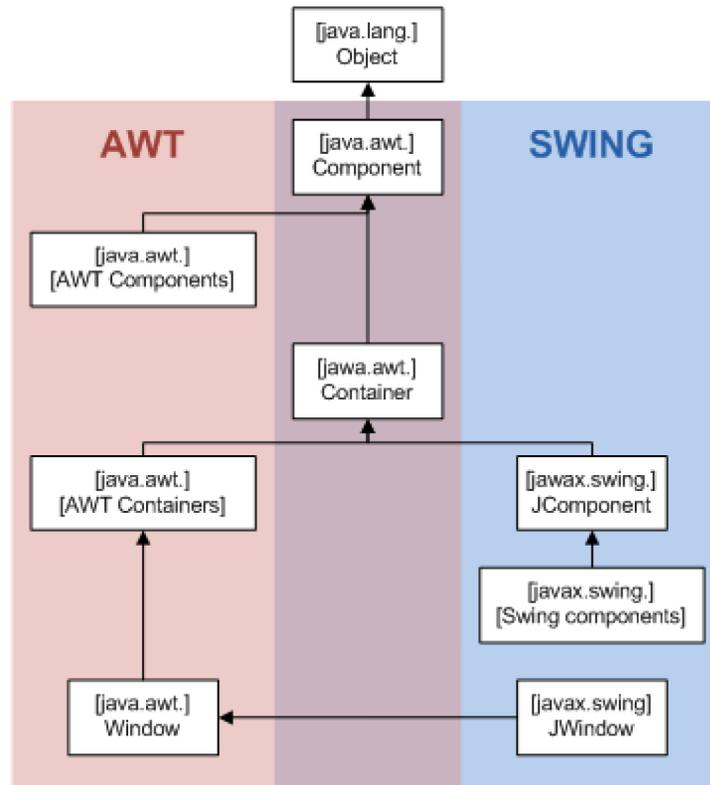 [java.lang.]
Object
AWT
[java.awt.]
Component
SWING
[java.awt.]
[AWT Components]
[jawa.awt.]
Container
[java.awt.]
[AWT Containers]
[jawax.swing.]
JComponent
[javax.swing.]
[Swing components]
[java.awt.]
Window
[javax.swing]
JWindow